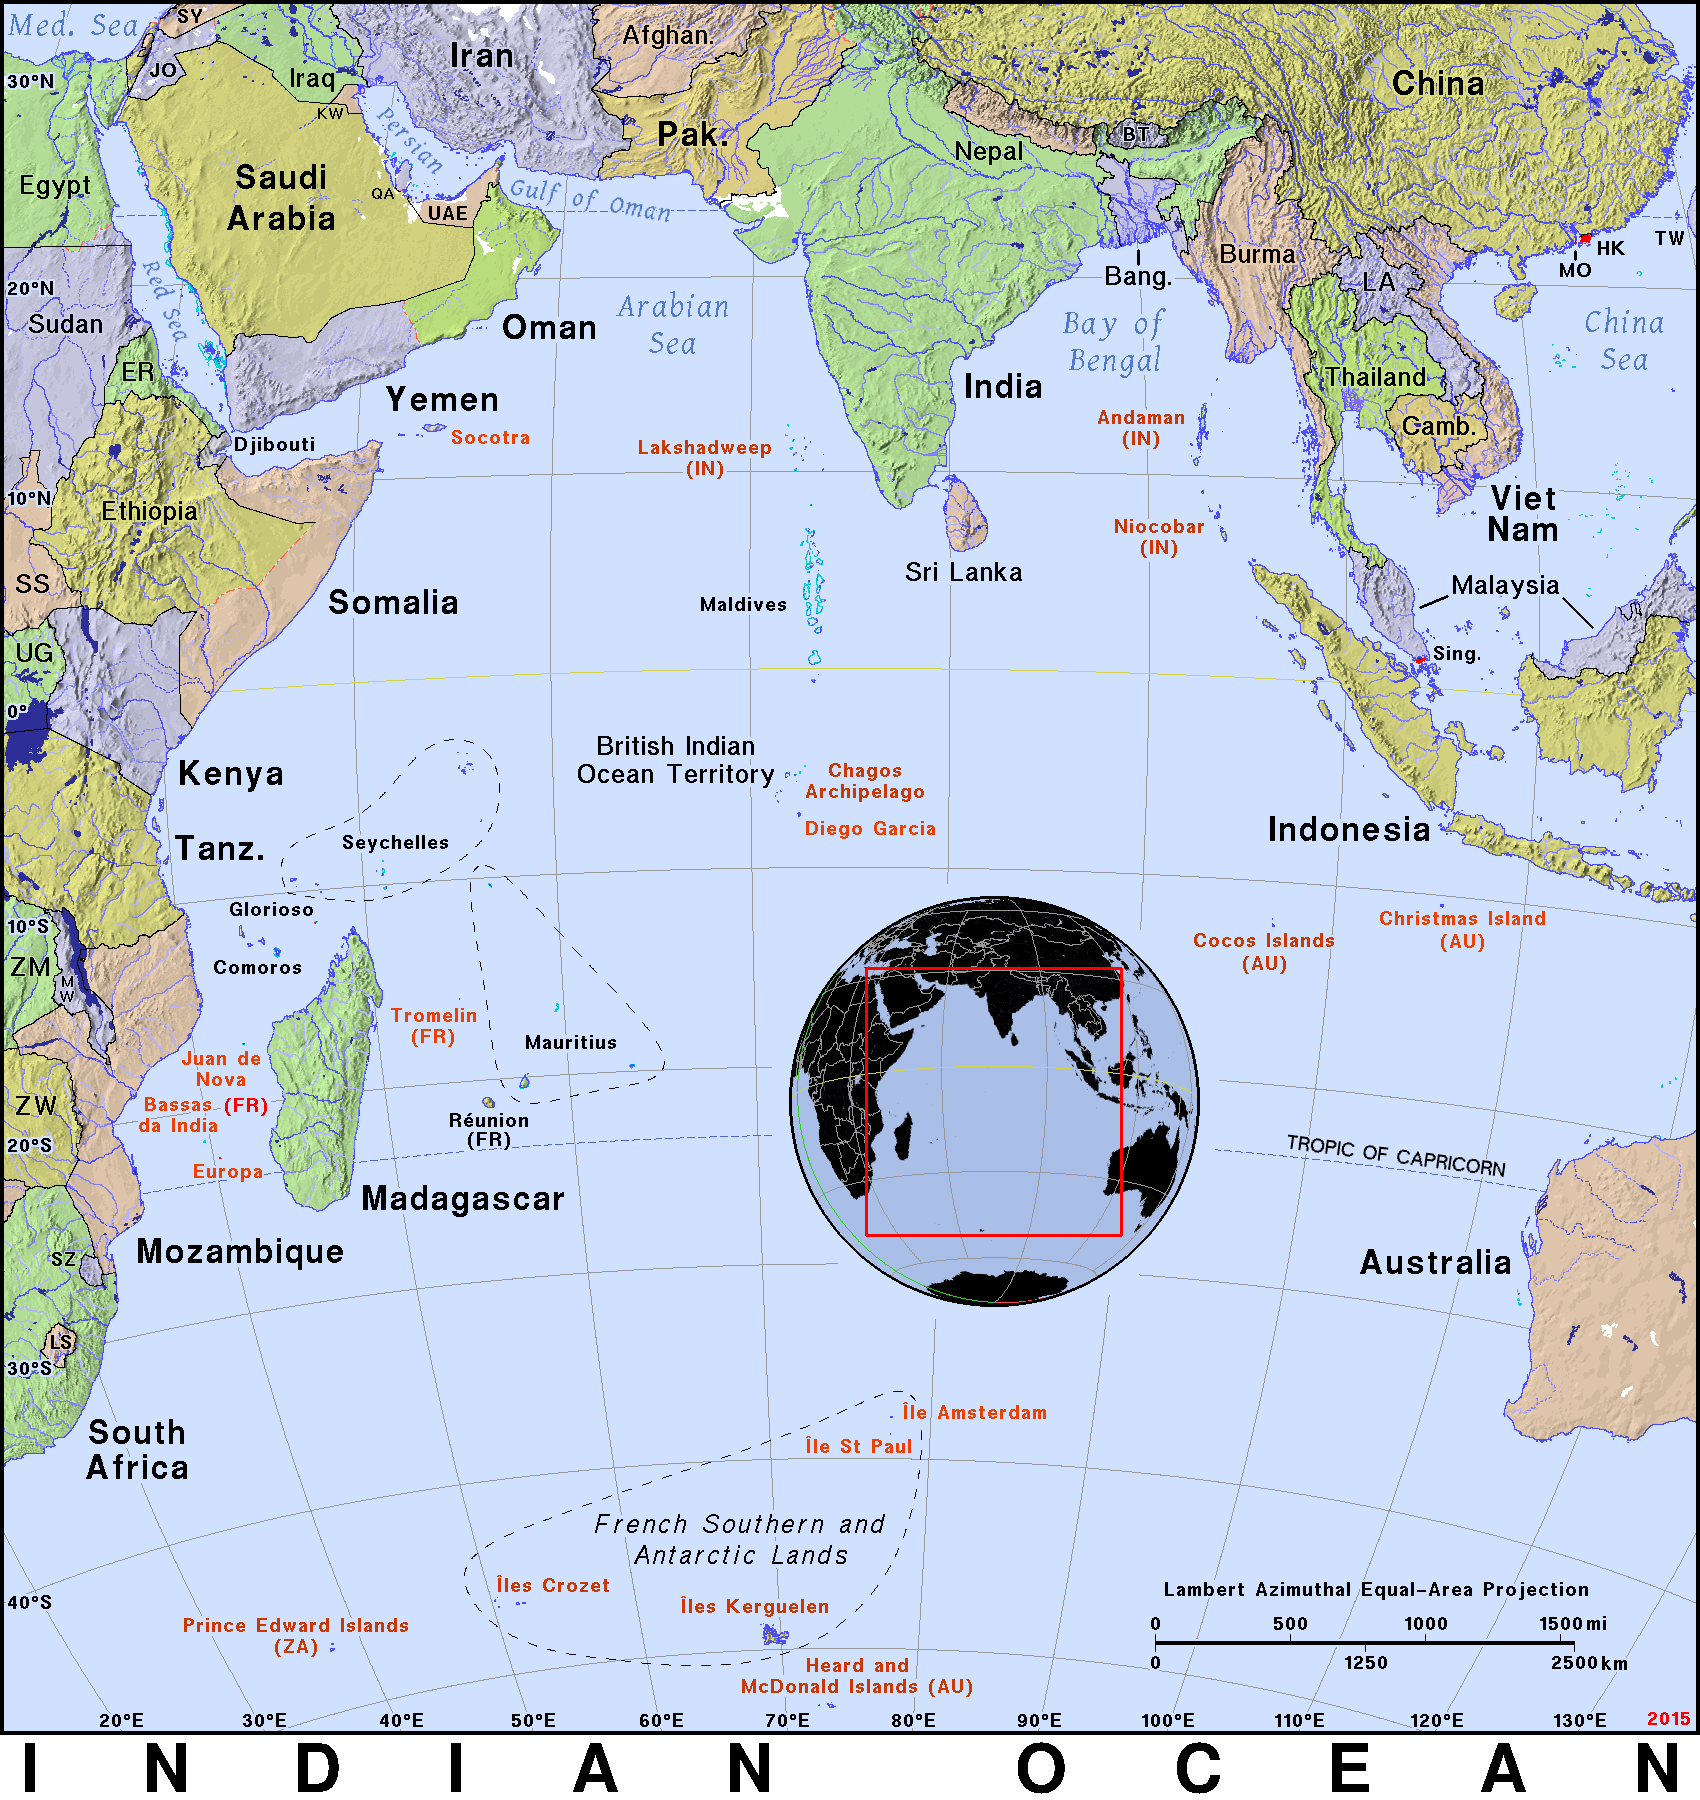 Med. Sea
SY
Iran
Afghan.
China
30°N
JO
Iraq
KW
Persian
Pak.
BT
Nepal
Egypt
Saudi
Arabia
QA
UAE
Gulf of Oman
Burma
HK
TW
MO
LA
Bang.
Red Sea
20°N
Sudan
Oman
Arabian
Sea
Bay of
Bengal
China
Sea
ER
Yemen
India
Thailand
Djibouti
Socotra
Lakshadweep
(IN)
Andaman
(IN)
Camb.
10°N
Ethiopia
Viet
Nam
Niocobar
(IN)
SS
Sri Lanka
Malaysia
Somalia
Maldives
UG
Sing.
0°
British Indian
Ocean Territory
Kenya
Chagos
Archipelago
Diego Garcia
Tanz.
Seychelles
Indonesia
Glorioso
10°S
Christmas Island
(AU)
Cocos Islands
(AU)
ZM
M
W
Comoros
Tromelin
(FR)
Mauritius
Juan de
Nova
Bassas (FR)
da India
ZW
Réunion
(FR)
20°S
TROPIC OF CAPRICORN
Europa
Madagascar
SZ
Mozambique
Australia
LS
30°S
South
Africa
Île Amsterdam
Île St Paul
French Southern and
Antarctic Lands
Îles Crozet
Îles Kerguelen
40°S
Prince Edward Islands
(ZA)
Heard and
McDonald Islands (AU)
Lambert Azimuthal Equal-Area Projection
0 500 1000 1500 mi
0 1250 2500 km
20°E 30°E 40°E 50°E 60°E 70°E 80°E 90°E 100°E 110°E 120°E 130°E 2015
INDIAN OCEAN